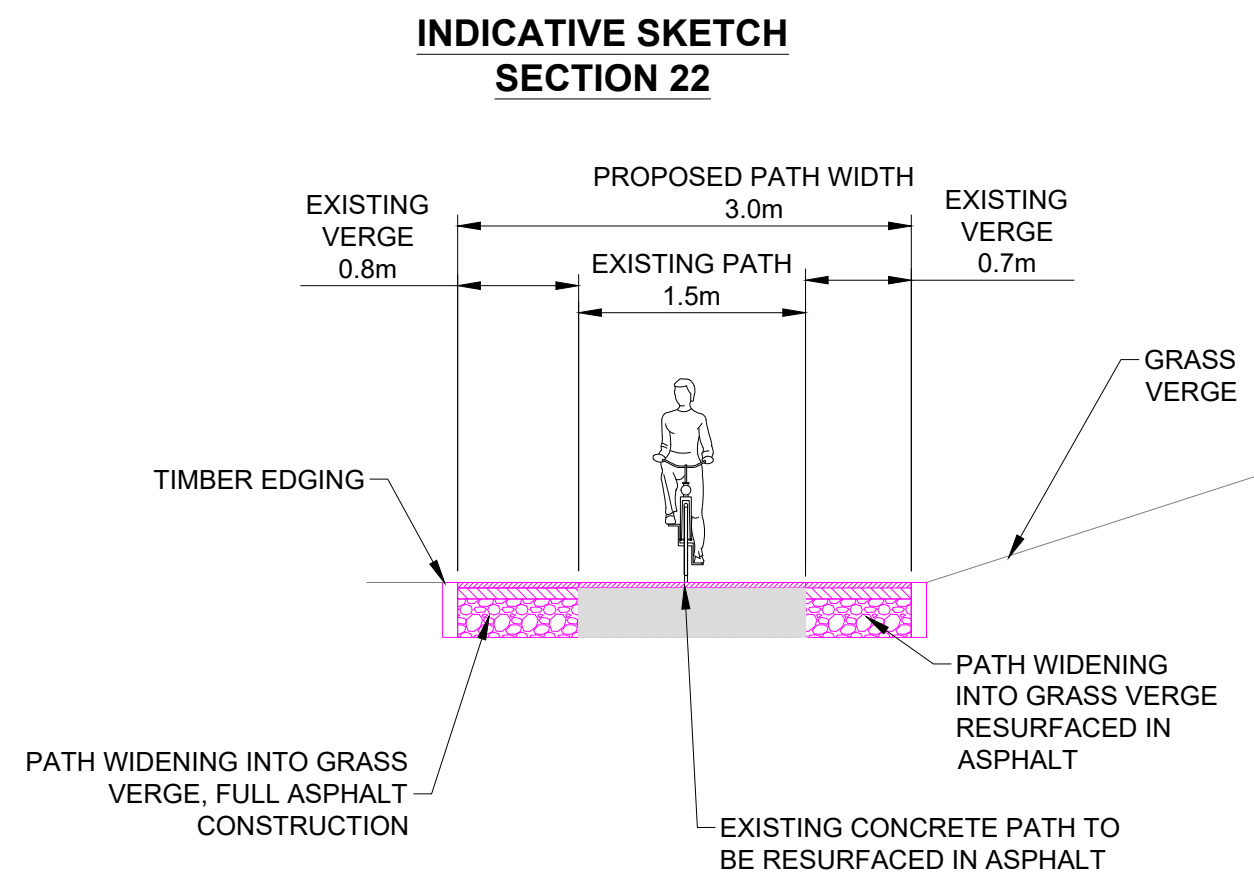 INDICATIVE SKETCH
SECTION 22
PROPOSED PATH WIDTH
3.0m
EXISTING
VERGE
0.8m
EXISTING PATH
1.5m
EXISTING
VERGE
0.7m
GRASS
VERGE
TIMBER EDGING
PATH WIDENING
INTO GRASS VERGE
RESURFACED IN
ASPHALT
PATH WIDENING INTO GRASS
VERGE, FULL ASPHALT
CONSTRUCTION
EXISTING CONCRETE PATH TO
BE RESURFACED IN ASPHALT